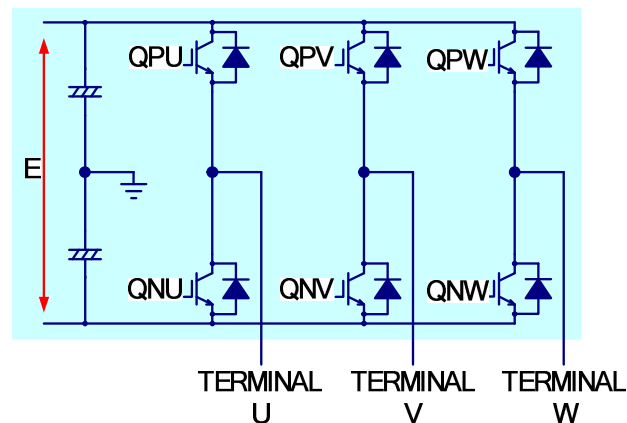 QPU
QPV
QPW
E
QNU
QNV
QNW
TERMINAL
U
TERMINAL
V
TERMINAL
W